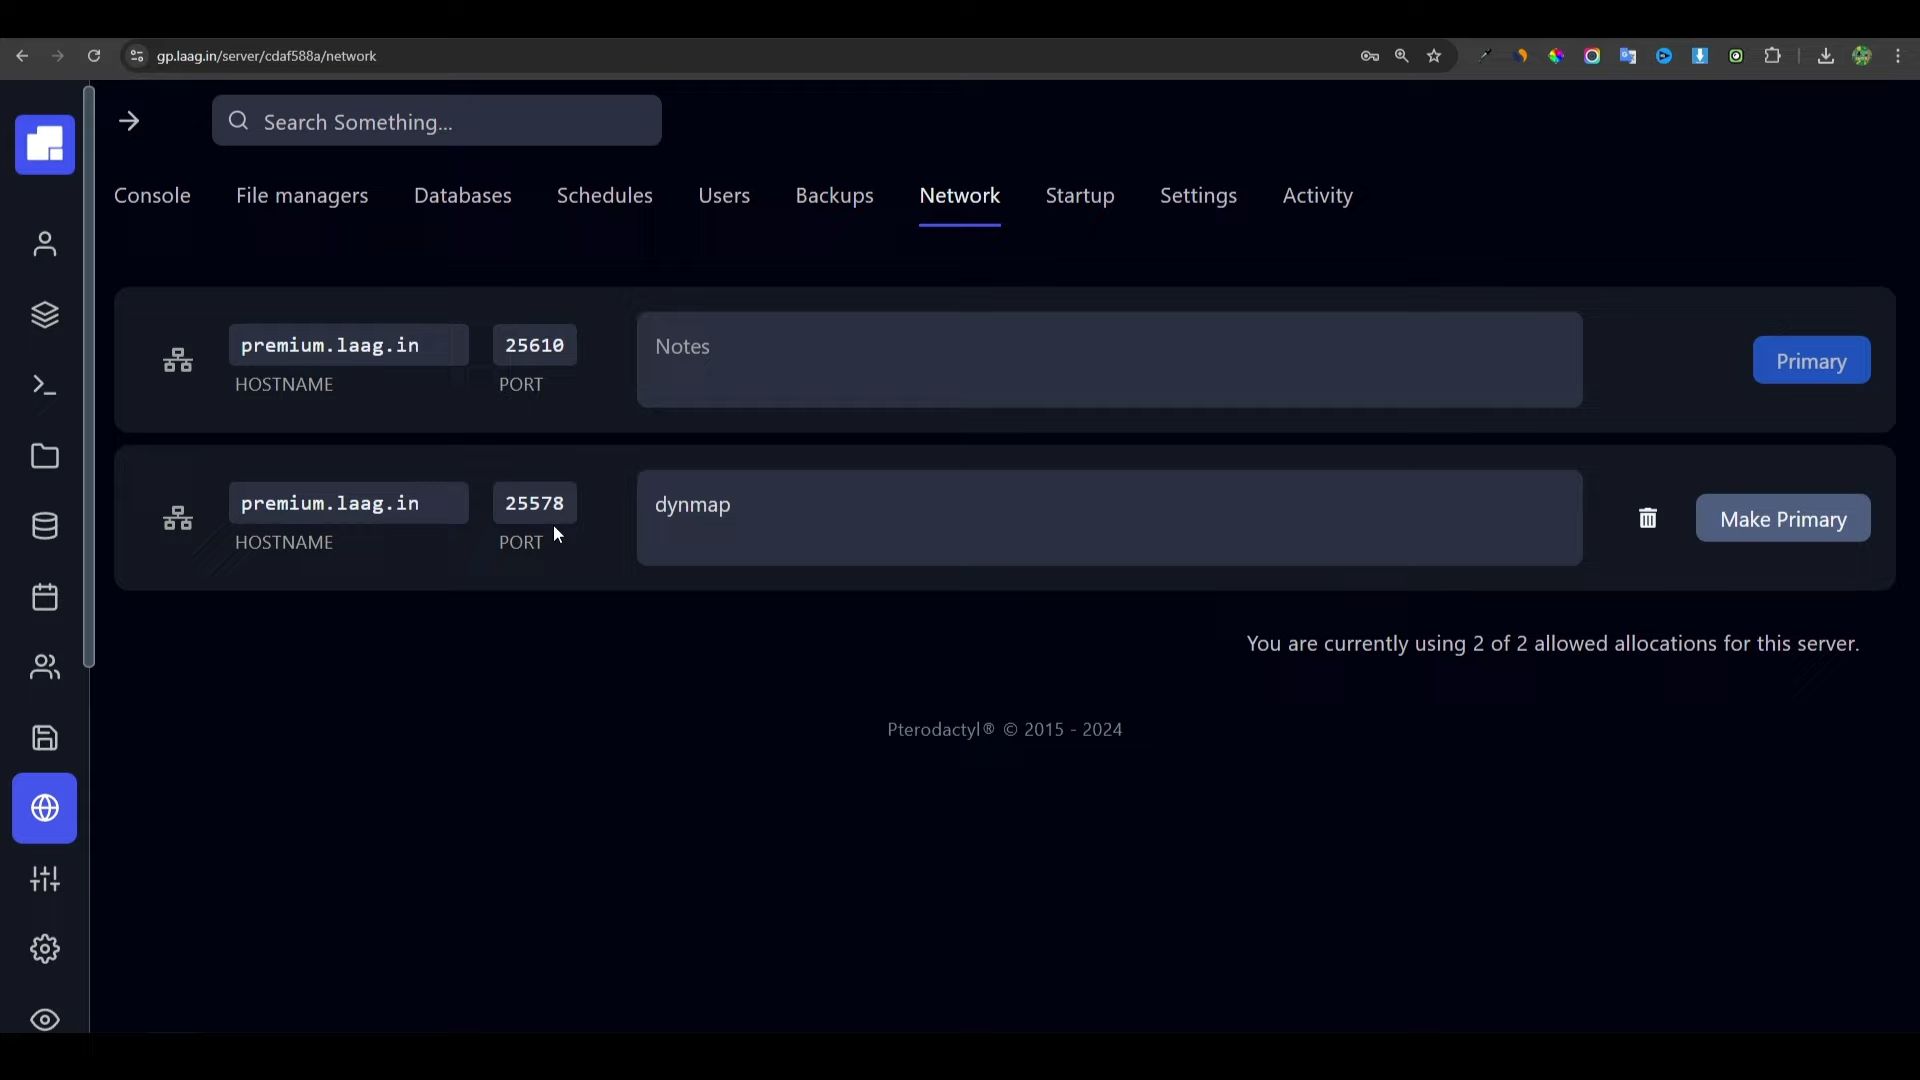 gp.laag.in/server/cdaf588a/network
Search Something...
Console File managers Databases Schedules Users Backups Network Startup Settings Activity
premium.laag.in 25610 Notes Primary
HOSTNAME PORT
premium.laag.in 25578 dynmap Make Primary
HOSTNAME PORT
You are currently using 2 of 2 allowed allocations for this server.
Pterodactyl® © 2015 - 2024